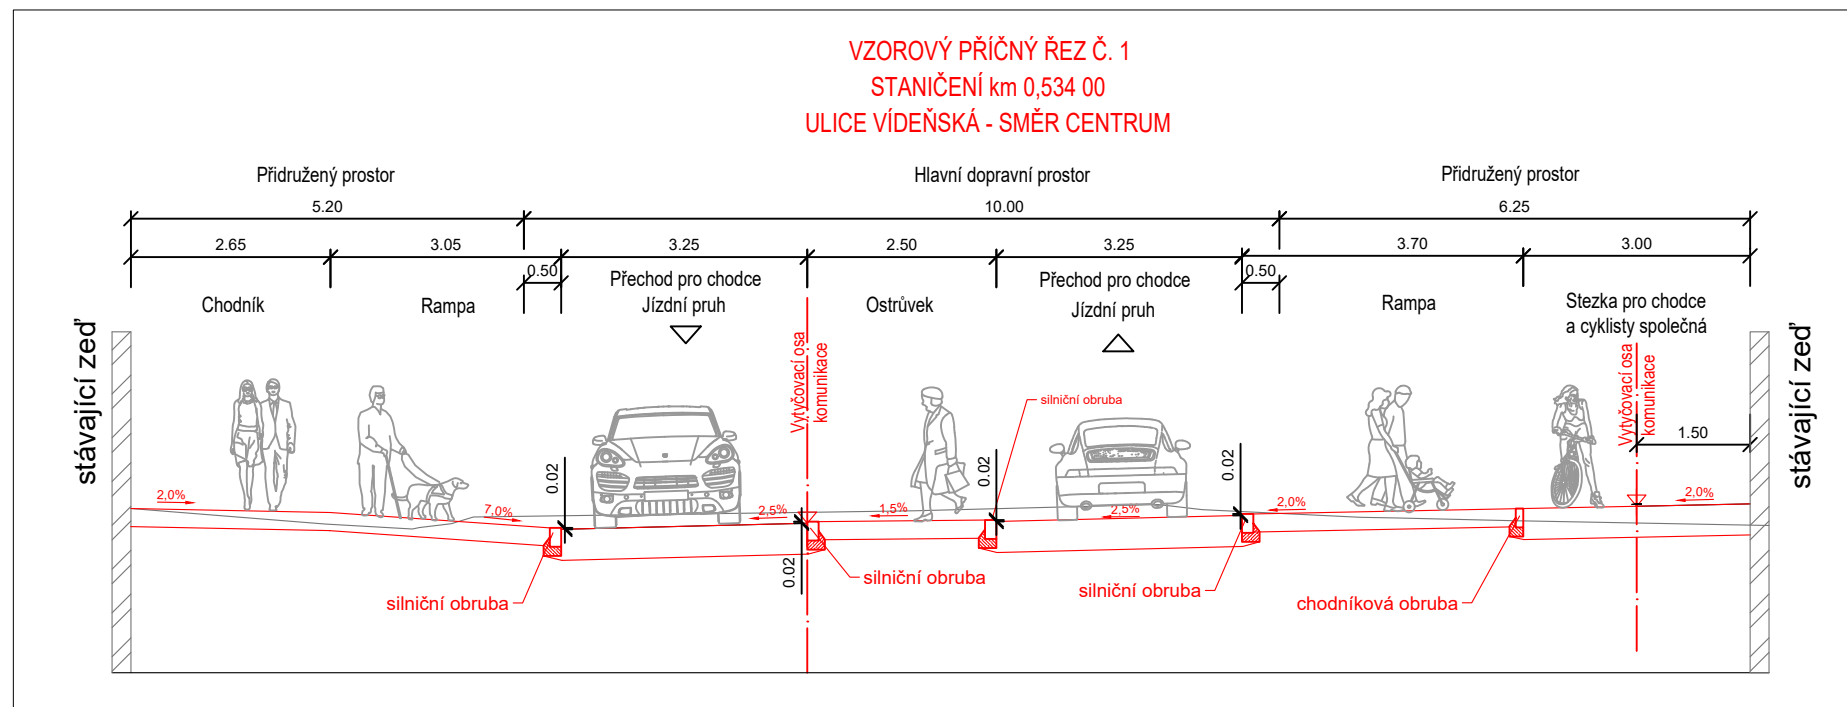 VZOROVÝ PŘÍČNÝ ŘEZ Č. 1
STANIČENÍ km 0,534 00
ULICE VÍDEŇSKÁ - SMĚR CENTRUM
Přidružený prostor
Hlavní dopravní prostor
Přidružený prostor
5.20
10.00
6.25
2.65
3.05
3.25
2.50
3.25
3.70
3.00
0.50
0.50
Chodník
Rampa
Přechod pro chodce
Jízdní pruh
Ostrůvek
Přechod pro chodce
Jízdní pruh
Rampa
Stezka pro chodce
a cyklisty společná
stávající zeď
Vytyčovací osa
komunikace
silniční obruba
Vytyčovací osa
komunikace
1.50
stávající zeď
0.02
0.02
0.02
2,0%
7,0%
2,5%
1,5%
2,5%
2,0%
2,0%
0.02
silniční obruba
silniční obruba
silniční obruba
chodníková obruba